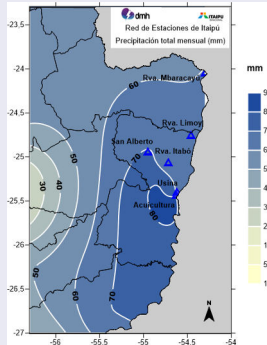 dmh ITAIPU
Red de Estaciones de Itaipú
Precipitación total mensual (mm)
-23.5
-24
-24.5
-25
-25.5
-26
-26.5
-27
-56
-55.5
-55
-54.5
-54
Rva. Mbaracayo
60
Rva. Limoy
San Alberto
50
70
Rva. Itabó
40
30
Usina
Acuicultura
80
50
60
70
N
mm